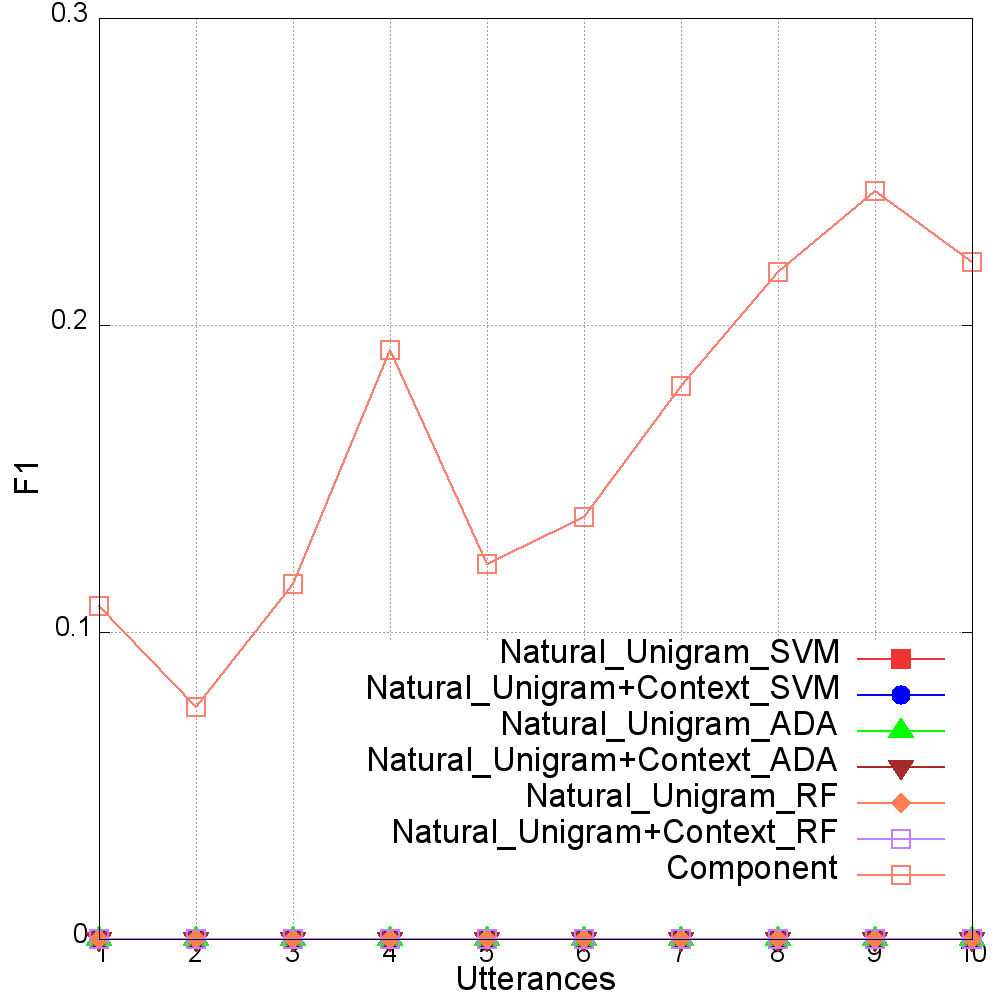 0.3
0.2
0.1
0
F1
Natural_Unigram_SVM
Natural_Unigram+Context_SVM
Natural_Unigram_ADA
Natural_Unigram+Context_ADA
Natural_Unigram_RF
Natural_Unigram+Context_RF
Component
1 2 3 4 5 6 7 8 9 10
Utterances